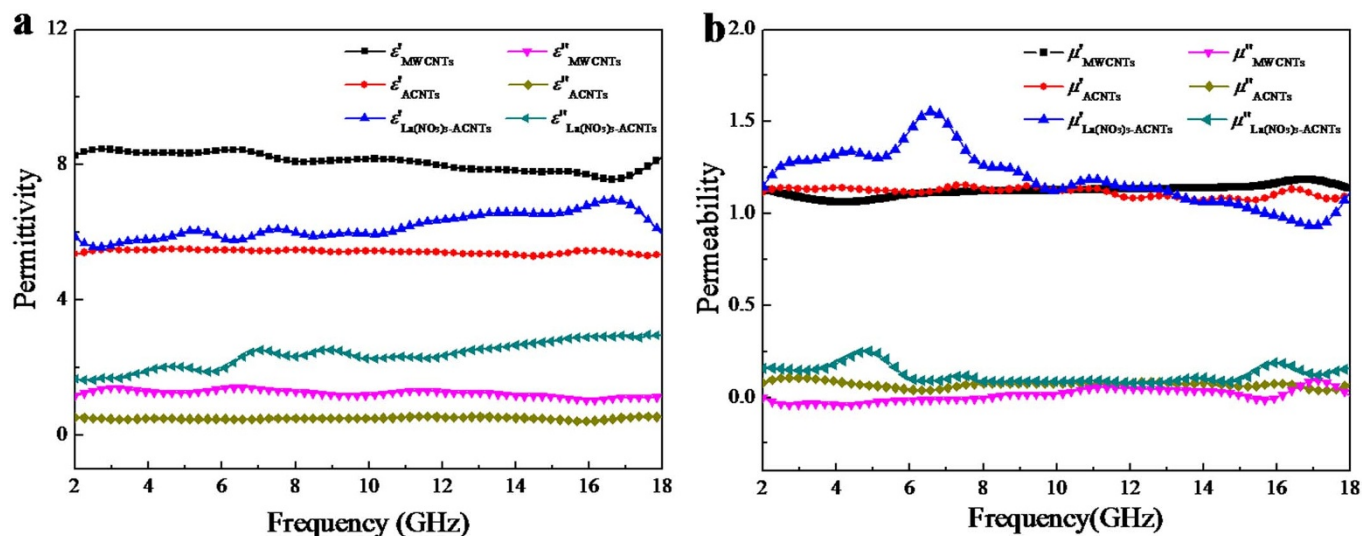 a
12
8
4
0
Permittivity
ε′MWCNTs
ε″MWCNTs
ε′ACNTs
ε″ACNTs
ε′La(NO₃)₃-ACNTs
ε″La(NO₃)₃-ACNTs
2 4 6 8 10 12 14 16 18
Frequency (GHz)
b
2.0
1.5
1.0
0.5
0.0
Permeability
μ′MWCNTs
μ″MWCNTs
μ′ACNTs
μ″ACNTs
μ′La(NO₃)₃-ACNTs
μ″La(NO₃)₃-ACNTs
2 4 6 8 10 12 14 16 18
Frequency(GHz)